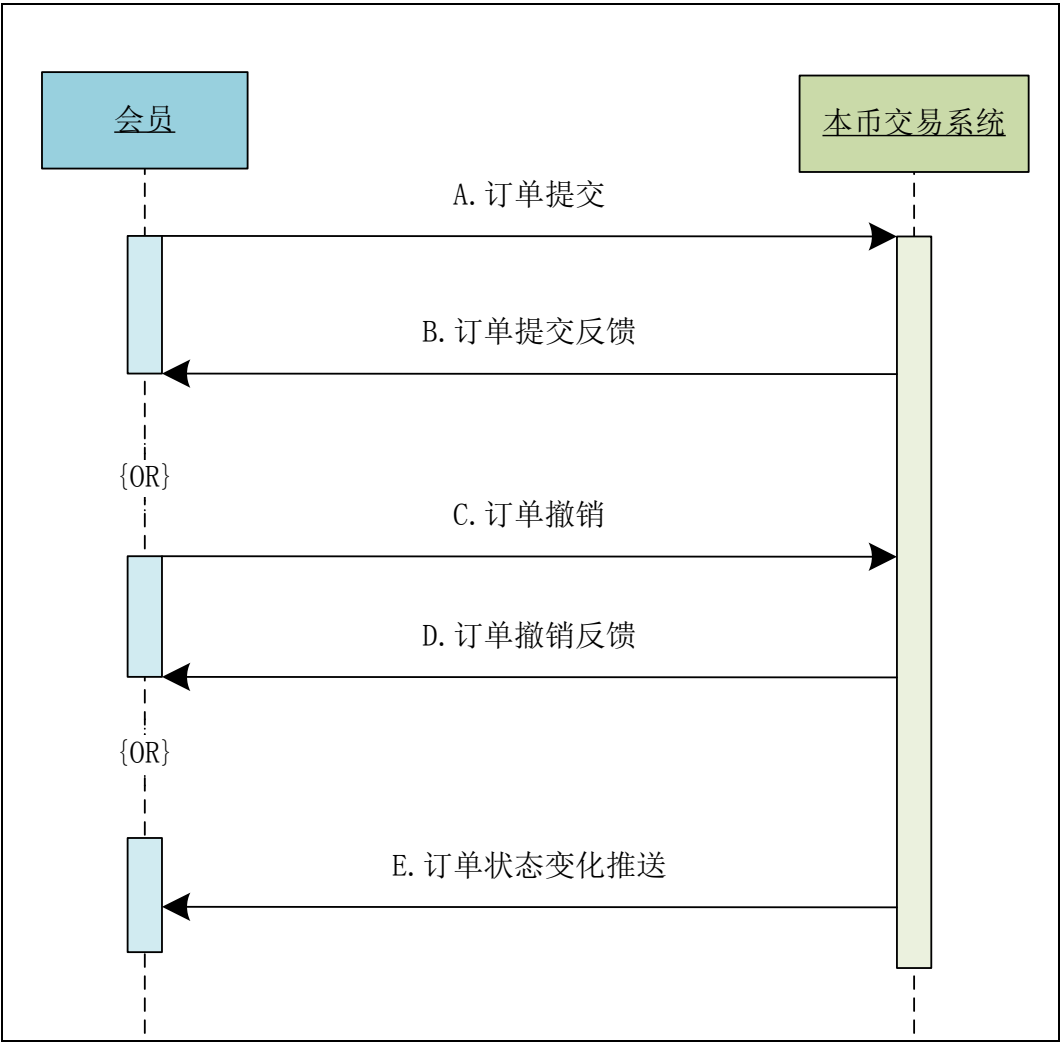 会员
本币交易系统
A.订单提交
B.订单提交反馈
{OR}
C.订单撤销
D.订单撤销反馈
{OR}
E.订单状态变化推送